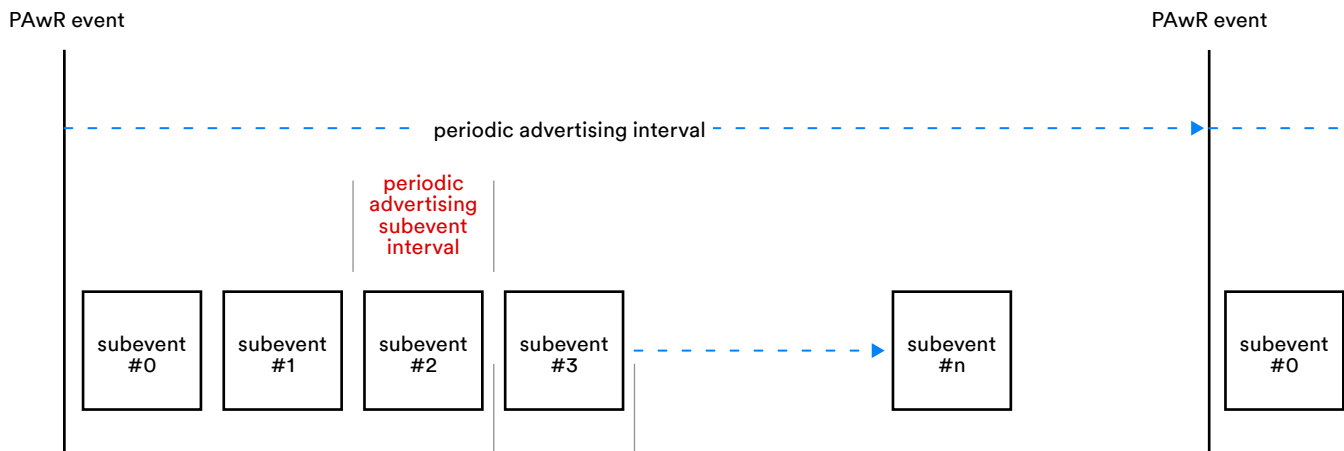 PAwR event
PAwR event
periodic advertising interval
periodic
advertising
subevent
interval
subevent
#0
subevent
#1
subevent
#2
subevent
#3
subevent
#n
subevent
#0